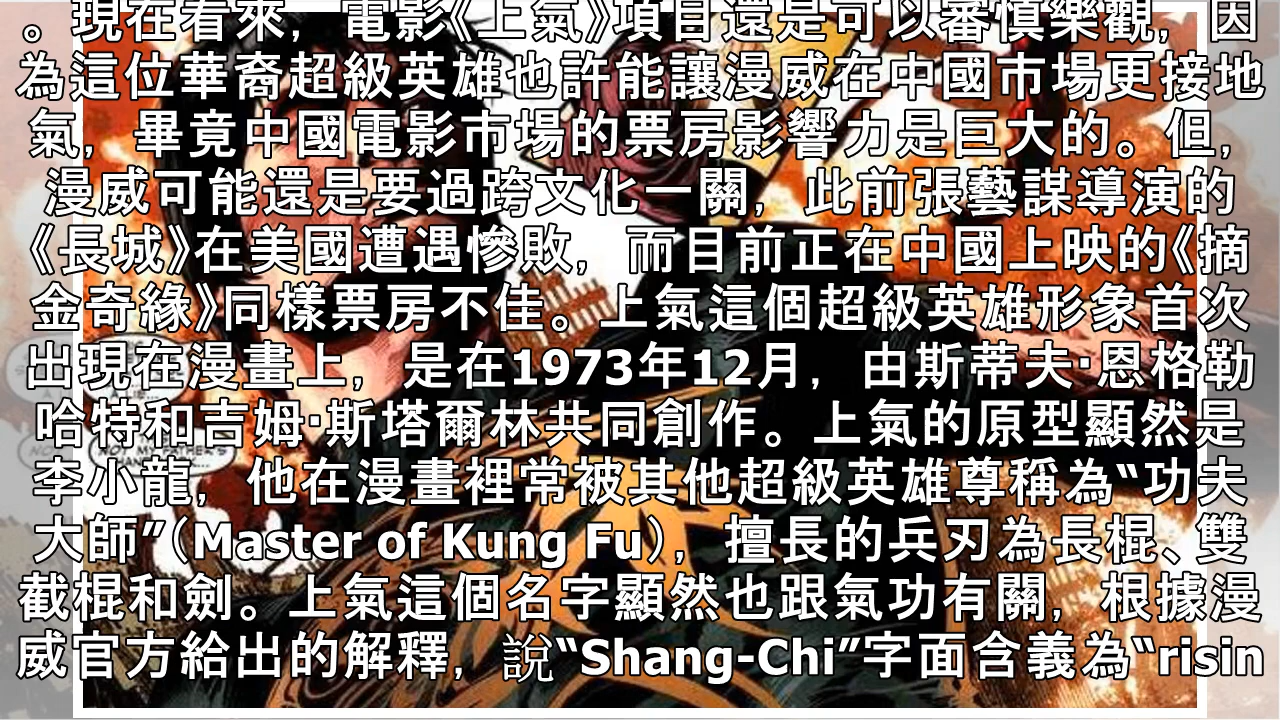 。現在看來，電影《上氣》項目還是可以審慎樂觀，因
為這位華裔超級英雄也許能讓漫威在中國市場更接地
氣，畢竟中國電影市場的票房影響力是巨大的。但，
漫威可能還是要過跨文化一關，此前張藝謀導演的
《長城》在美國遭遇慘敗，而目前正在中國上映的《摘
金奇緣》同樣票房不佳。上氣這個超級英雄形象首次
出現在漫畫上，是在1973年12月，由斯蒂夫·恩格勒
哈特和吉姆·斯塔爾林共同創作。上氣的原型顯然是
李小龍，他在漫畫裡常被其他超級英雄尊稱為“功夫
大師”（Master of Kung Fu），擅長的兵刃為長棍、雙
截棍和劍。上氣這個名字顯然也跟氣功有關，根據漫
威官方給出的解釋，說“Shang-Chi”字面含義為“risin